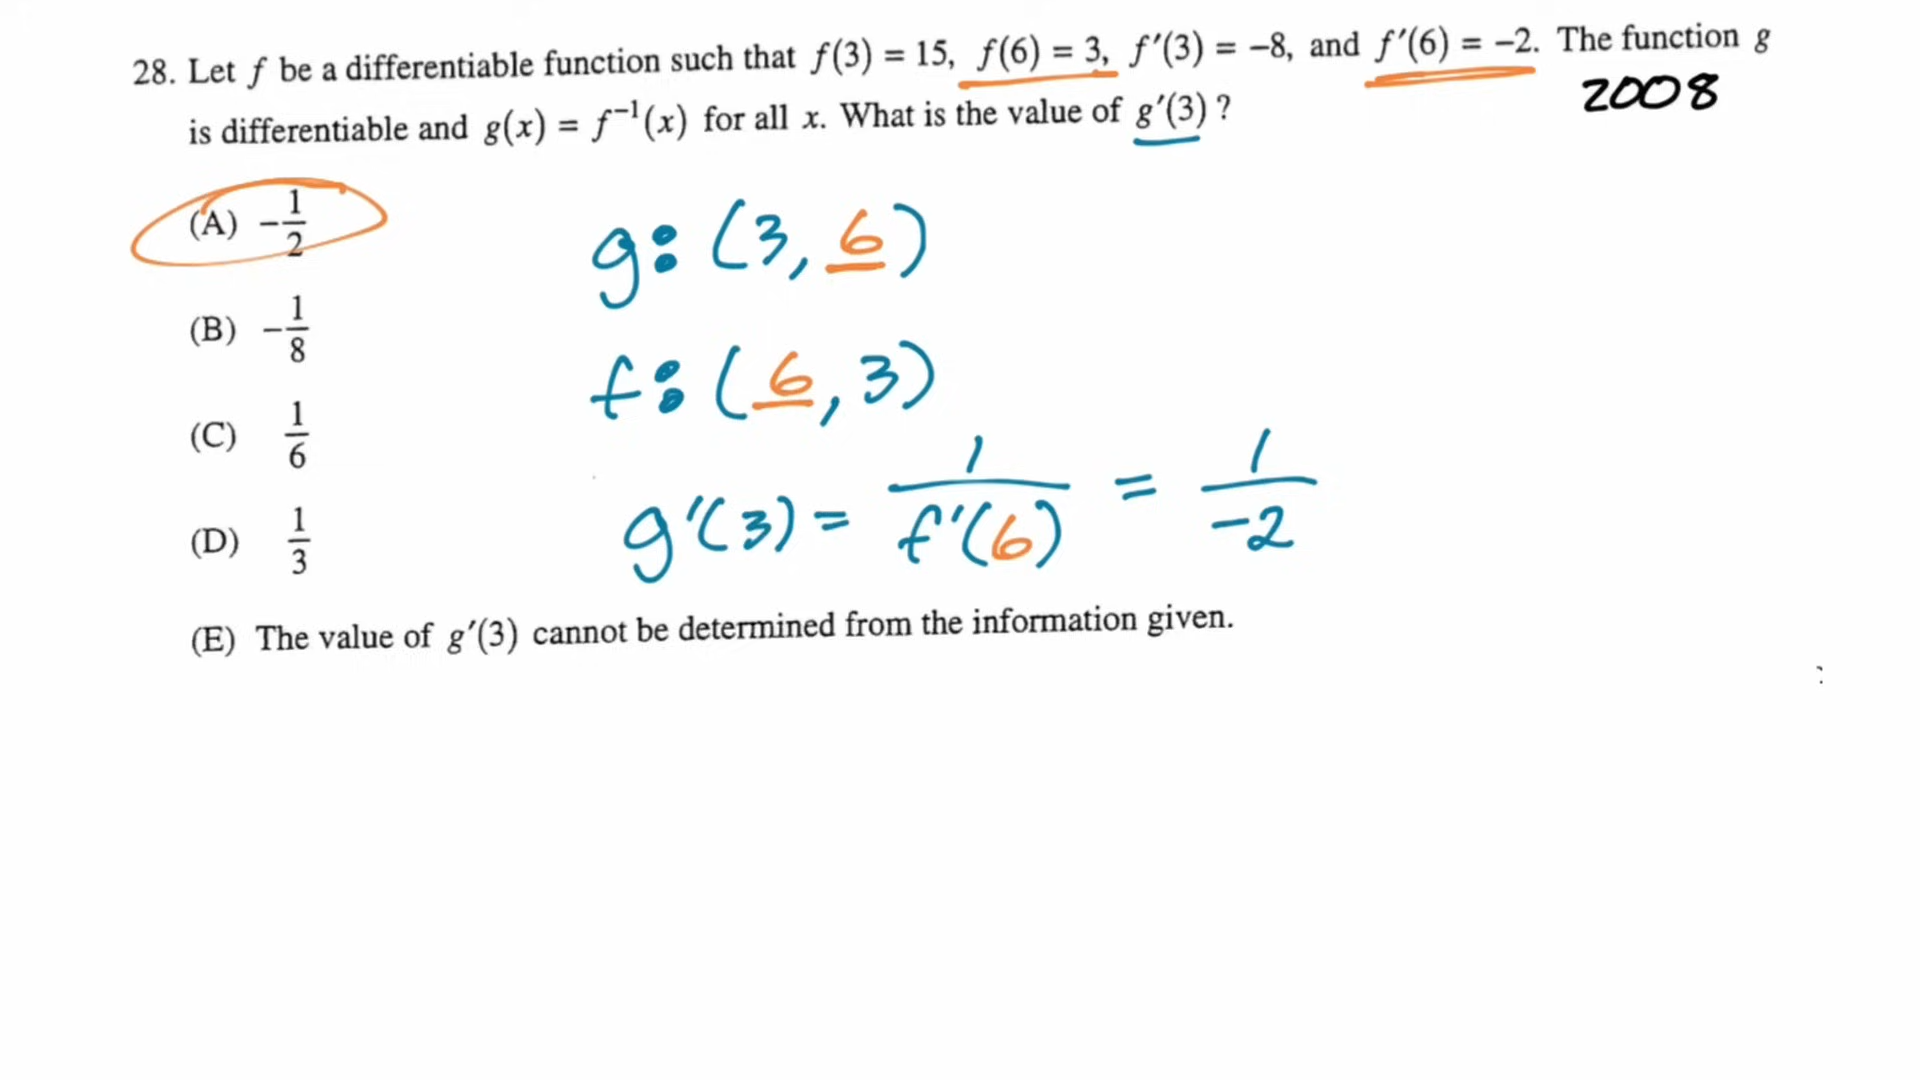 28. Let f be a differentiable function such that f(3) = 15, f(6) = 3, f′(3) = −8, and f′(6) = −2. The function g
2008
is differentiable and g(x) = f⁻¹(x) for all x. What is the value of g′(3) ?
(A) −1/2
g: (3, 6)
(B) −1/8
f: (6, 3)
(C) 1/6
g'(3) = 1/f'(6) = 1/-2
(D) 1/3
(E) The value of g′(3) cannot be determined from the information given.